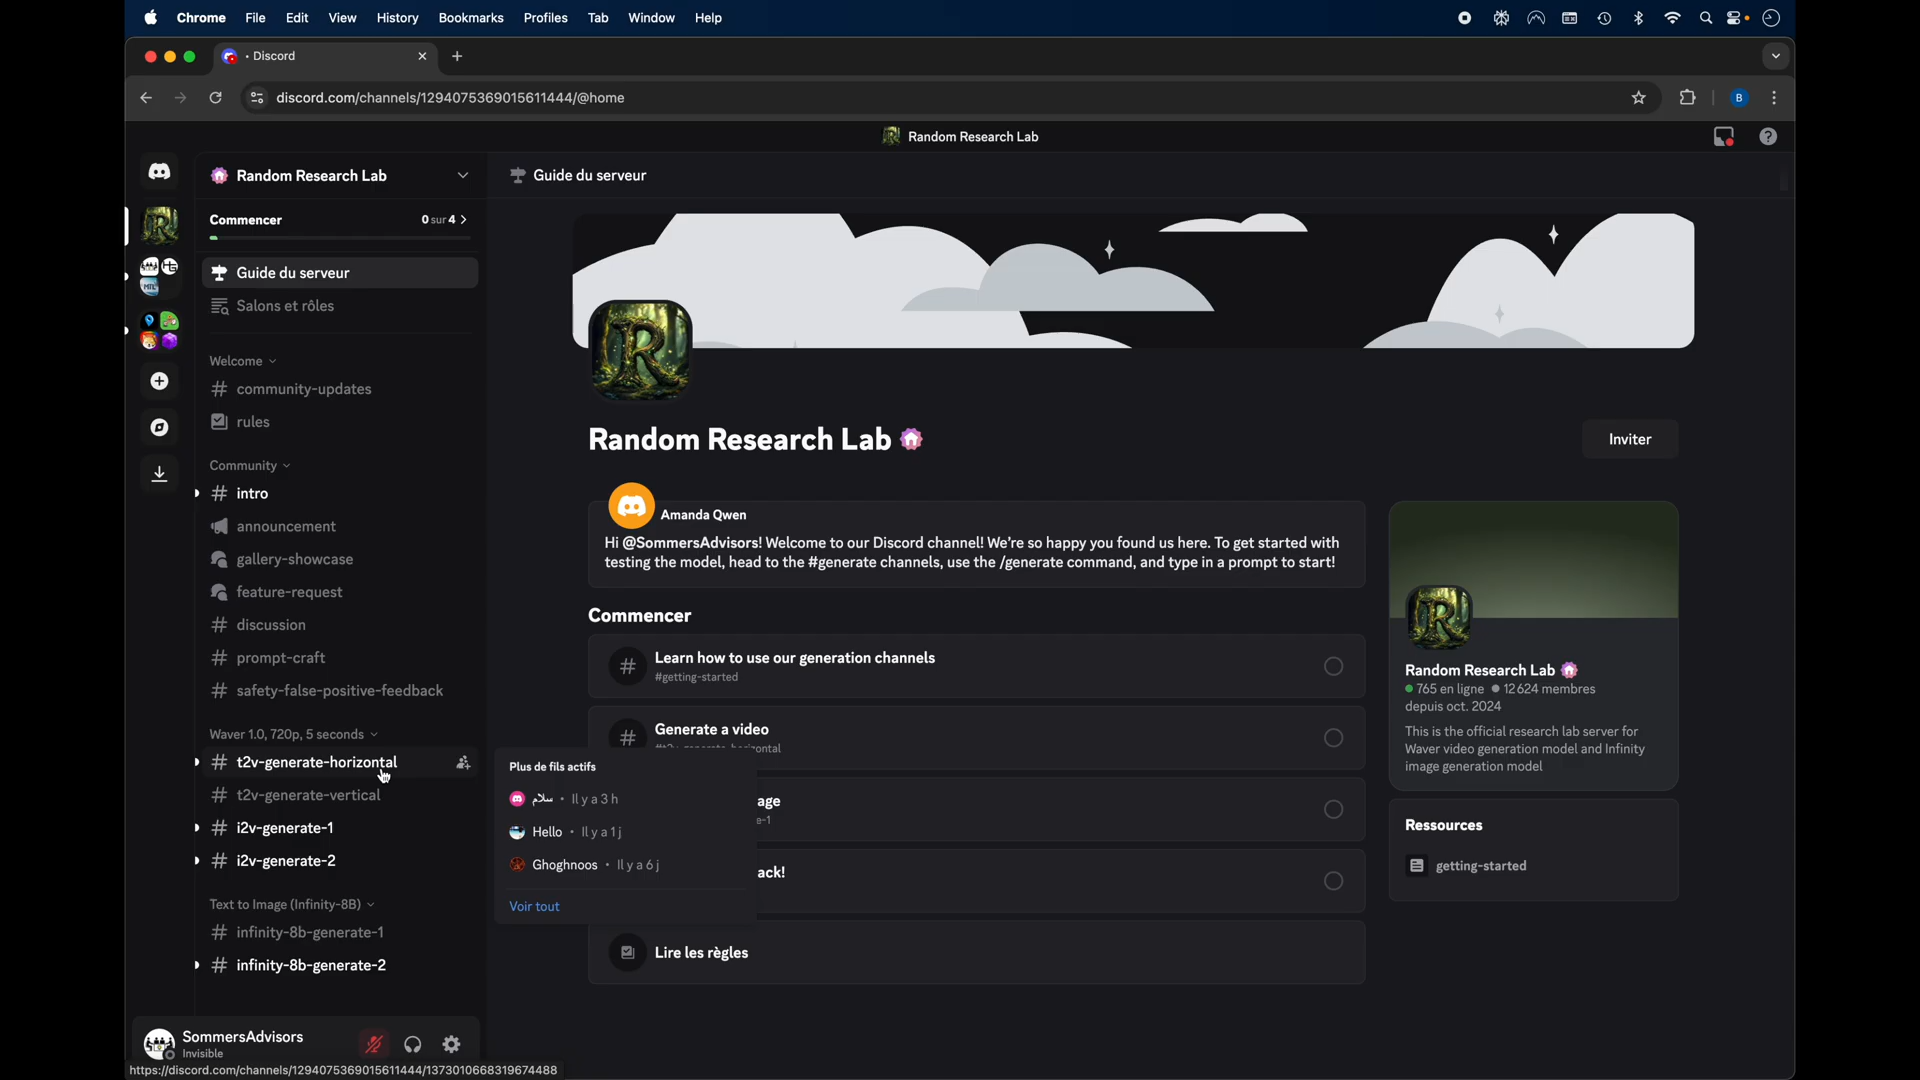 Chrome File Edit View History Bookmarks Profiles Tab Window Help
• Discord
discord.com/channels/1294075369015611444/@home
B
Random Research Lab
Random Research Lab
Commencer 0 sur 4
Guide du serveur
Salons et rôles
Welcome
community-updates
rules
Community
intro
announcement
gallery-showcase
feature-request
discussion
prompt-craft
safety-false-positive-feedback
Waver 1.0, 720p, 5 seconds
t2v-generate-horizontal
t2v-generate-vertical
i2v-generate-1
i2v-generate-2
Text to Image (Infinity-8B)
infinity-8b-generate-1
infinity-8b-generate-2
SommersAdvisors
Invisible
https://discord.com/channels/1294075369015611444/1373010668319674488
Guide du serveur
Random Research Lab
Inviter
Amanda Qwen
Hi @SommersAdvisors! Welcome to our Discord channel! We're so happy you found us here. To get started with
testing the model, head to the #generate channels, use the /generate command, and type in a prompt to start!
Commencer
Learn how to use our generation channels
#getting-started
Generate a video
Plus de fils actifs
سلام • Il y a 3 h
Hello • Il y a 1 j
Ghoghnoos • Il y a 6 j
Voir tout
age
e-1
ack!
Lire les règles
Random Research Lab
765 en ligne 12 624 membres
depuis oct. 2024
This is the official research lab server for
Waver video generation model and Infinity
image generation model
Ressources
getting-started